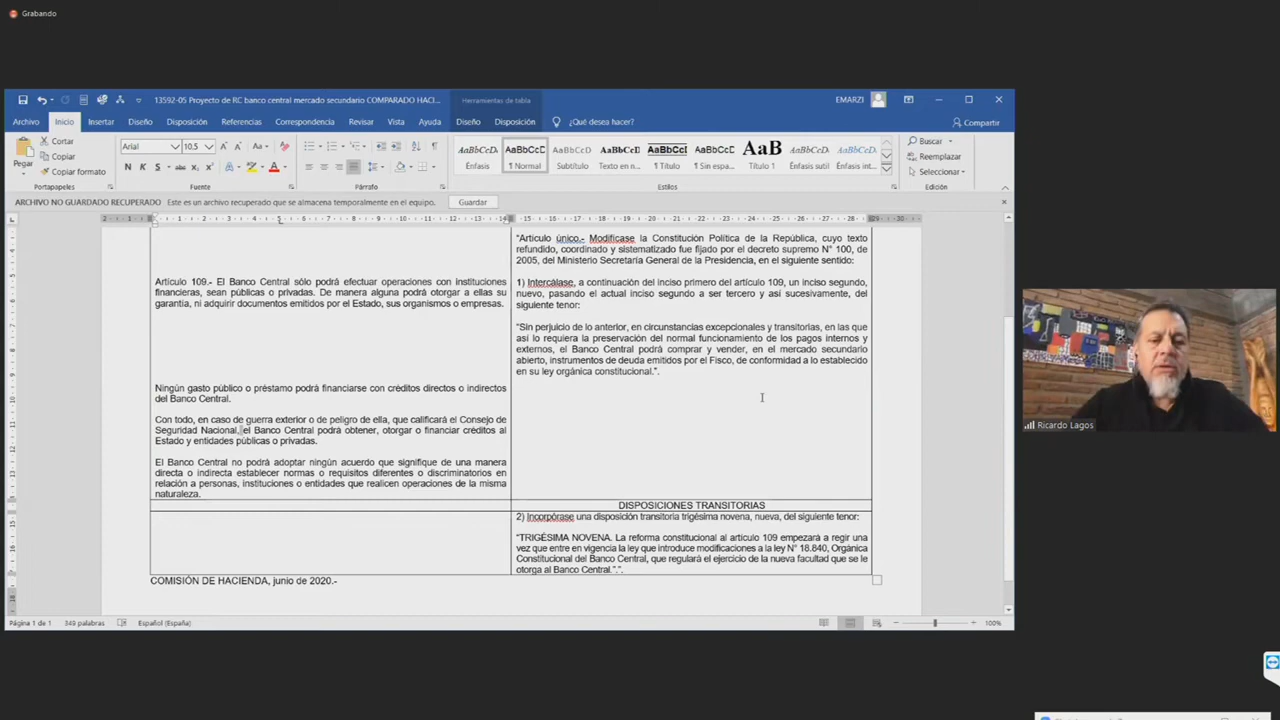 Grabando
13592-05 Proyecto de RC banco central mercado secundario COMPARADO HACI...
Herramientas de tabla
EMARZI
Archivo
Inicio
Insertar
Diseño
Disposición
Referencias
Correspondencia
Revisar
Vista
Ayuda
Diseño
Disposición
¿Qué desea hacer?
Compartir
Pegar
Cortar
Copiar
Copiar formato
Portapapeles
Arial
10,5
N K S abc x₂ x²
Fuente
Párrafo
AaBbCcDc
Énfasis
AaBbCcI
¶ Normal
AaBbCcDc
Subtítulo
AaBbCcDc
Texto en n...
AaBbCcI
¶ Título
AaBbCcDc
¶ Sin espa...
AaB
Título 1
AaBbCcDc
Énfasis sutil
AaBbCcDc
Énfasis int...
Estilos
Buscar
Reemplazar
Seleccionar
Edición
ARCHIVO NO GUARDADO RECUPERADO
Este es un archivo recuperado que se almacena temporalmente en el equipo.
Guardar
Artículo 109.- El Banco Central sólo podrá efectuar operaciones con instituciones
financieras, sean públicas o privadas. De manera alguna podrá otorgar a ellas su
garantía, ni adquirir documentos emitidos por el Estado, sus organismos o empresas.
Ningún gasto público o préstamo podrá financiarse con créditos directos o indirectos
del Banco Central.
Con todo, en caso de guerra exterior o de peligro de ella, que calificará el Consejo de
Seguridad Nacional, el Banco Central podrá obtener, otorgar o financiar créditos al
Estado y entidades públicas o privadas.
El Banco Central no podrá adoptar ningún acuerdo que signifique de una manera
directa o indirecta establecer normas o requisitos diferentes o discriminatorios en
relación a personas, instituciones o entidades que realicen operaciones de la misma
naturaleza.
"Artículo único.- Modifícase la Constitución Política de la República, cuyo texto
refundido, coordinado y sistematizado fue fijado por el decreto supremo N° 100, de
2005, del Ministerio Secretaría General de la Presidencia, en el siguiente sentido:
1) Intercálase, a continuación del inciso primero del artículo 109, un inciso segundo,
nuevo, pasando el actual inciso segundo a ser tercero y así sucesivamente, del
siguiente tenor:
"Sin perjuicio de lo anterior, en circunstancias excepcionales y transitorias, en las que
así lo requiera la preservación del normal funcionamiento de los pagos internos y
externos, el Banco Central podrá comprar y vender, en el mercado secundario
abierto, instrumentos de deuda emitidos por el Fisco, de conformidad a lo establecido
en su ley orgánica constitucional.".
DISPOSICIONES TRANSITORIAS
2) Incorpórase una disposición transitoria trigésima novena, nueva, del siguiente tenor:
"TRIGÉSIMA NOVENA. La reforma constitucional al artículo 109 empezará a regir una
vez que entre en vigencia la ley que introduce modificaciones a la ley N° 18.840, Orgánica
Constitucional del Banco Central, que regulará el ejercicio de la nueva facultad que se le
otorga al Banco Central.".".
COMISIÓN DE HACIENDA, junio de 2020.-
Página 1 de 1
349 palabras
Español (España)
100%
Ricardo Lagos